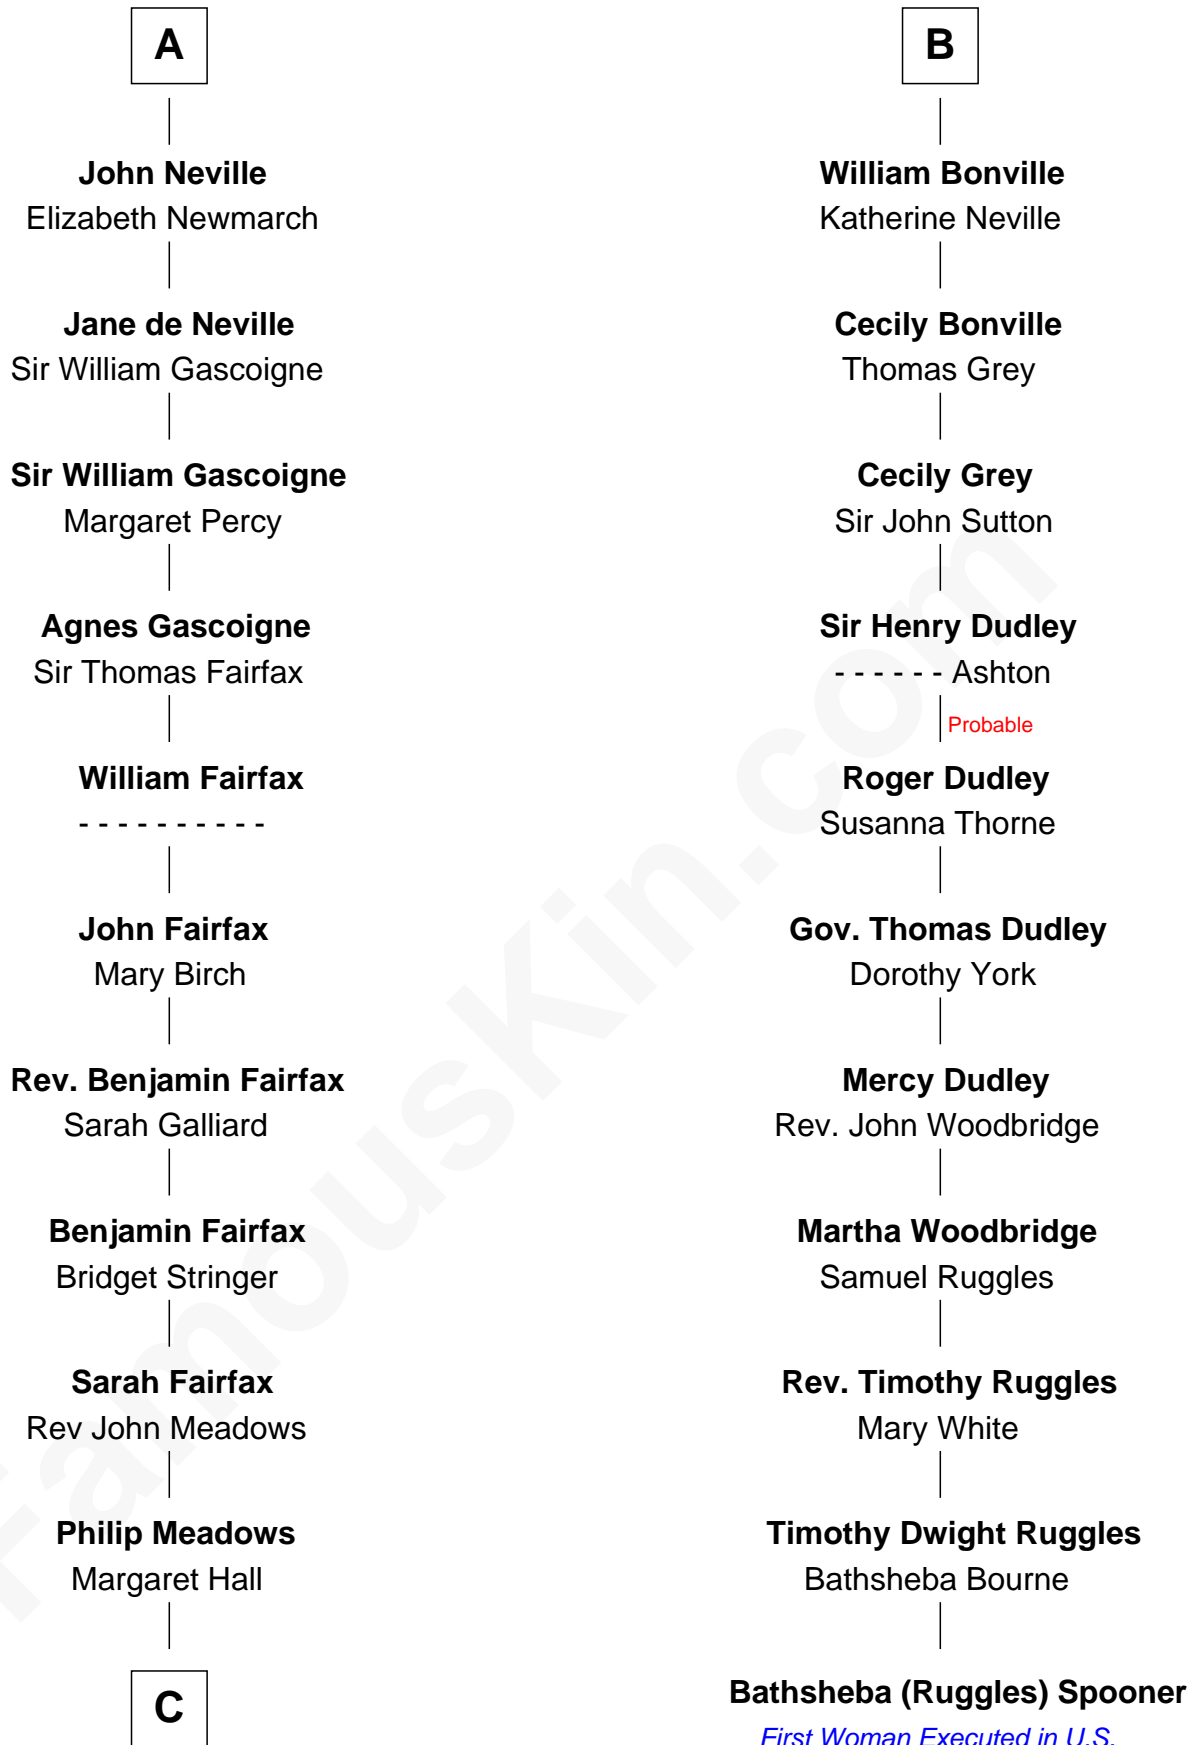 A
John Neville
Elizabeth Newmarch
Jane de Neville
Sir William Gascoigne
Sir William Gascoigne
Margaret Percy
Agnes Gascoigne
Sir Thomas Fairfax
William Fairfax
- - - - - - - - - -
John Fairfax
Mary Birch
Rev. Benjamin Fairfax
Sarah Galliard
Benjamin Fairfax
Bridget Stringer
Sarah Fairfax
Rev John Meadows
Philip Meadows
Margaret Hall
C
B
William Bonville
Katherine Neville
Cecily Bonville
Thomas Grey
Cecily Grey
Sir John Sutton
Sir Henry Dudley
- - - - - - Ashton
Probable
Roger Dudley
Susanna Thorne
Gov. Thomas Dudley
Dorothy York
Mercy Dudley
Rev. John Woodbridge
Martha Woodbridge
Samuel Ruggles
Rev. Timothy Ruggles
Mary White
Timothy Dwight Ruggles
Bathsheba Bourne
Bathsheba (Ruggles) Spooner
First Woman Executed in U.S.
FamousKin.com